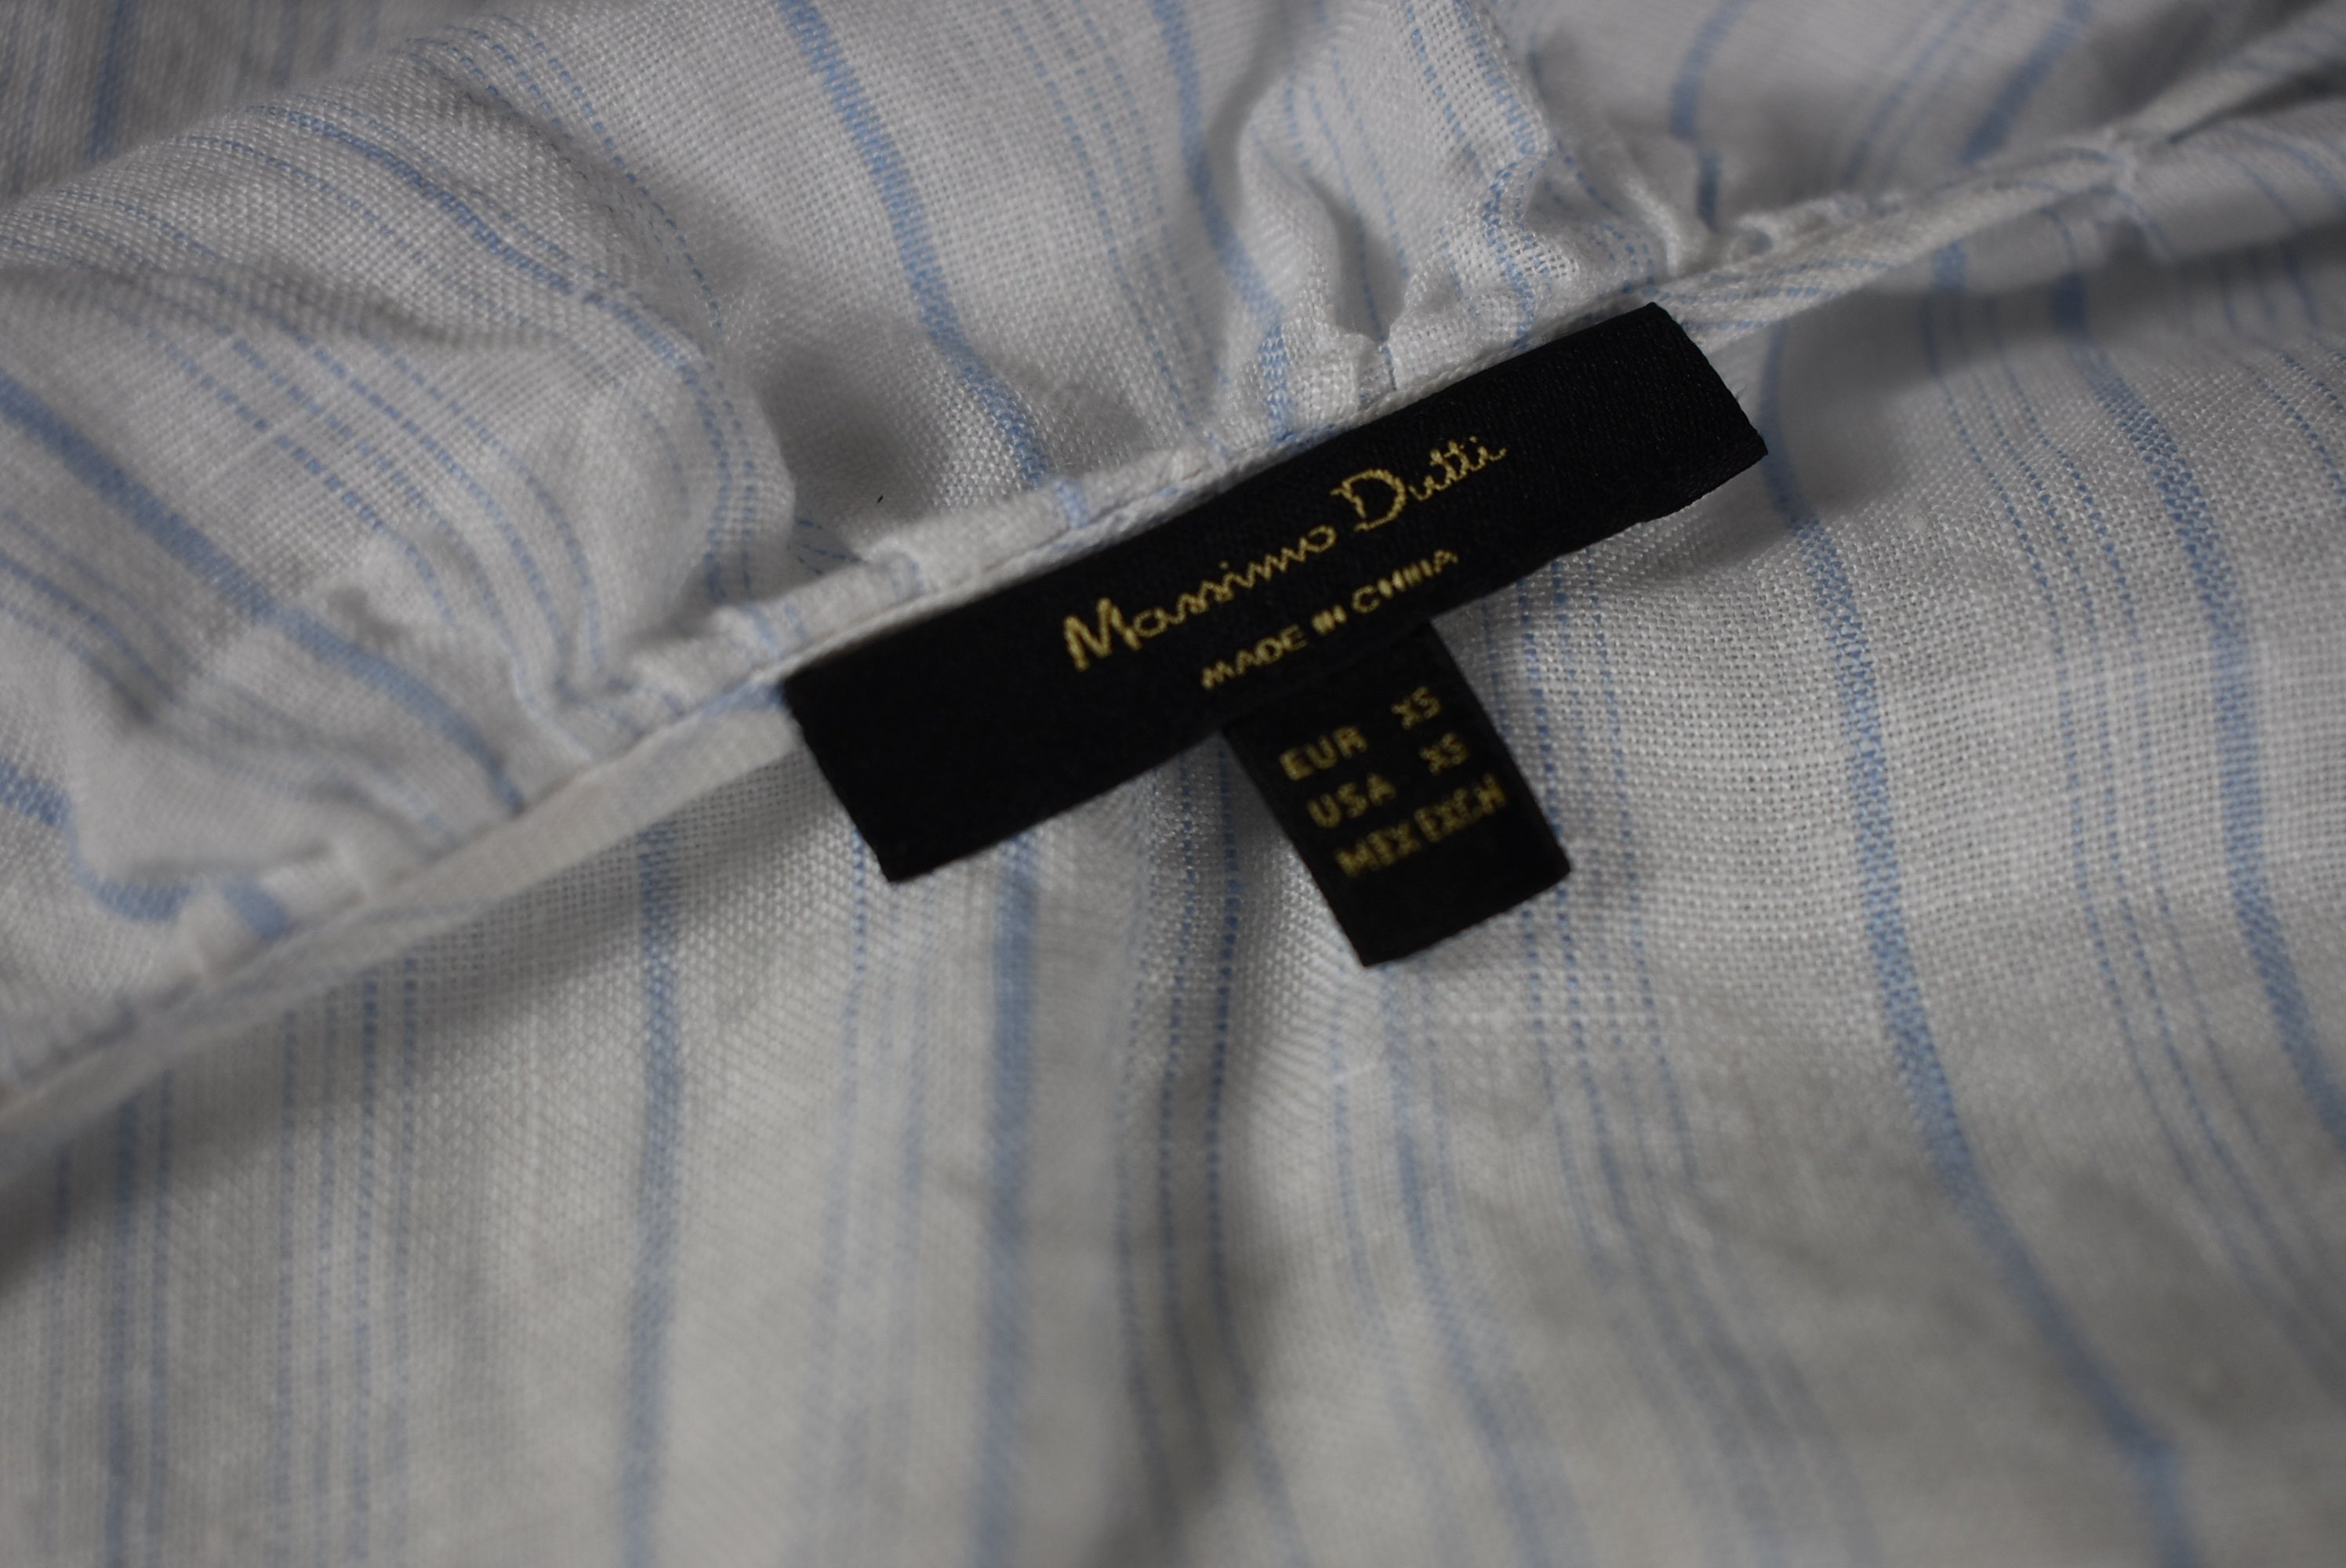 Massimo Dutti
MADE IN CHINA
EUR XS
USA XS
MEX EXCH